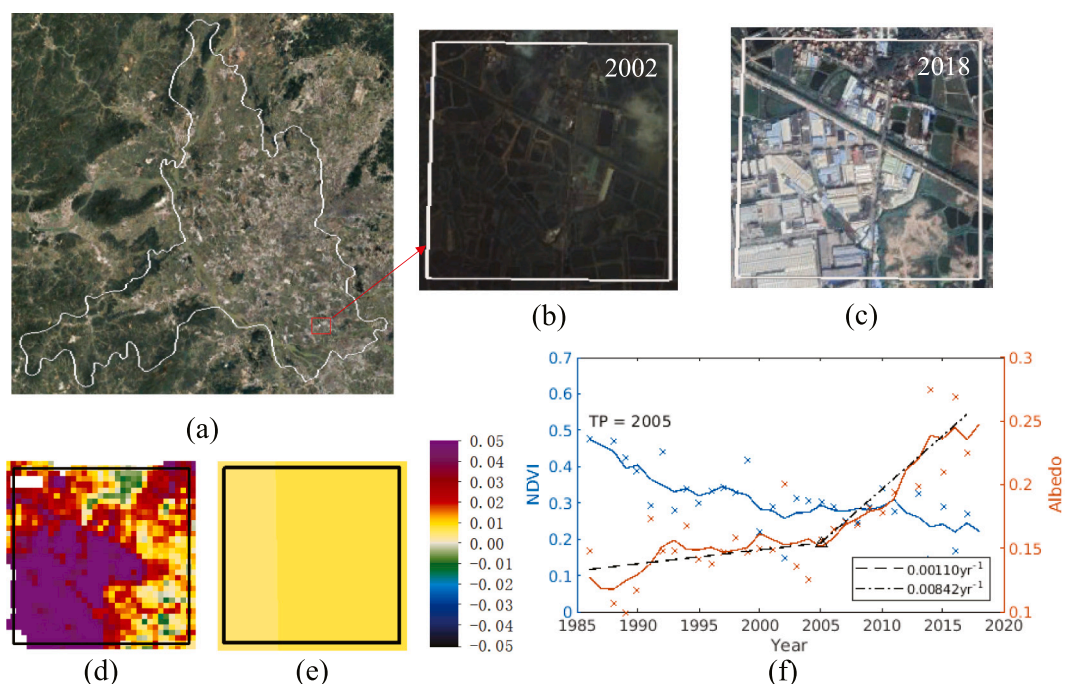 2002
2018
(a)
(b)
(c)
0.05
0.04
0.03
0.02
0.01
0.00
-0.01
-0.02
-0.03
-0.04
-0.05
(d)
(e)
0.7
0.6
0.5
0.4
0.3
0.2
0.1
0
NDVI
TP = 2005
0.3
0.25
0.2
0.15
0.1
Albedo
0.00110yr⁻¹
0.00842yr⁻¹
1985 1990 1995 2000 2005 2010 2015 2020
Year
(f)